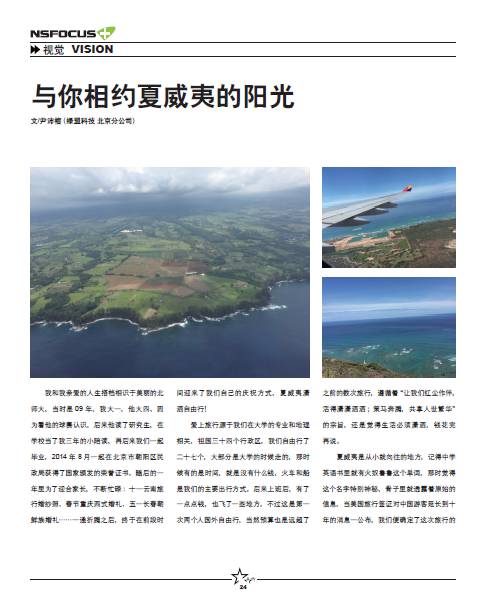 NSFOCUS
视觉 VISION
与你相约夏威夷的阳光
文/尹诗嫱 (绿盟科技 北京分公司)
我和我亲爱的人生搭档相识于美丽的北
师大。当时是 09 年，我大一，他大四，因
为看他的球赛认识。后来他读了研究生，在
学校当了我三年的小陪读，再后来我们一起
毕业。2014 年 8 月一起在北京市朝阳区民
政局获得了国家颁发的荣誉证书。随后的一
年里为了迎合家长，不断忙碌：十一云南旅
行婚纱照、春节重庆西式婚礼、五一长春朝
鲜族婚礼………漫折腾之后，终于在前段时
间迎来了我们自己的庆祝方式，夏威夷潇
洒自由行！
爱上旅行源于我们在大学的专业和地理
相关。祖国三十四个行政区，我们自由行了
二十七个，大部分是大学的时候走的。那时
候有的是时间，就是没有什么钱，火车和船
是我们的主要出行方式。后来上班后，有了
一点点钱，也飞了一些地方。不过这是第一
次两个人国外自由行，当然预算也是远超了
之前的数次旅行，遵循着“让我们红尘作伴，
活得潇潇洒洒；策马奔腾，共享人世繁华”
的宗旨，还是觉得生活必须潇洒，钱花完
再说。
夏威夷是从小就向往的地方，记得中学
英语书里就有火奴鲁鲁这个单词，那时觉得
这个名字特别神秘，骨子里就透露着原始的
信息。当美国旅行签证对中国游客延长到十
年的消息一公布，我们便确定了这次旅行的
24